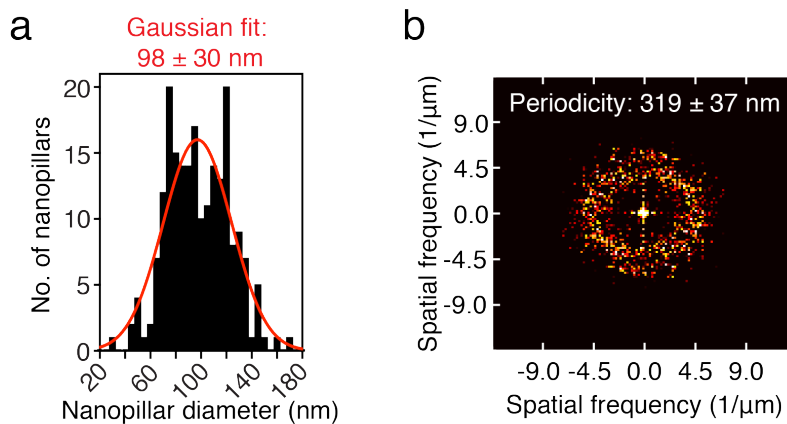 a
Gaussian fit:
98 ± 30 nm
No. of nanopillars
20
15
10
5
0
20 60 100 140 180
Nanopillar diameter (nm)
b
Periodicity: 319 ± 37 nm
Spatial frequency (1/μm)
9.0
4.5
0.0
-4.5
-9.0
-9.0 -4.5 0.0 4.5 9.0
Spatial frequency (1/μm)